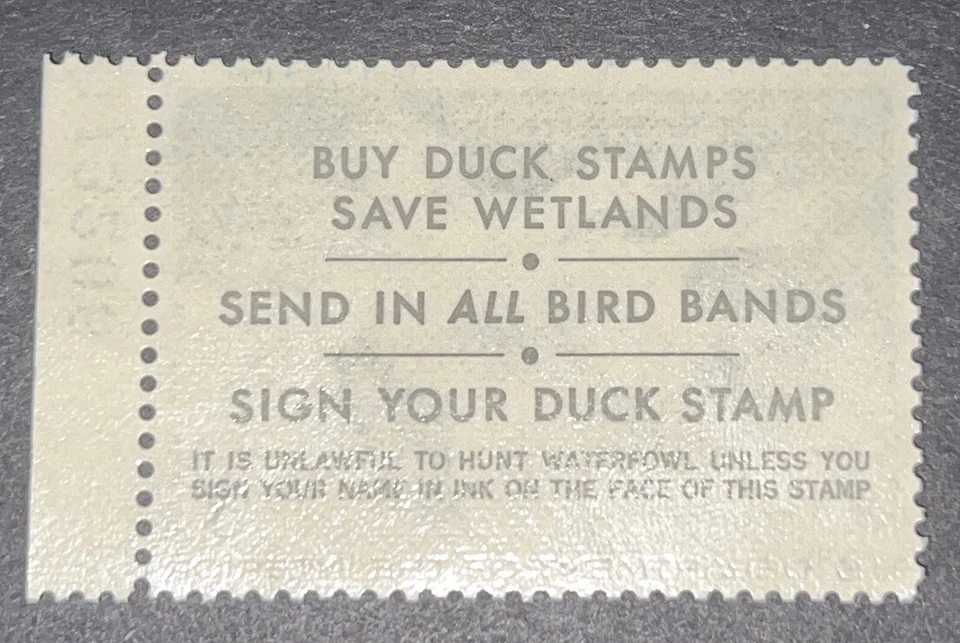 BUY DUCK STAMPS
SAVE WETLANDS
SEND IN ALL BIRD BANDS
SIGN YOUR DUCK STAMP
IT IS UNLAWFUL TO HUNT WATERFOWL UNLESS YOU
SIGN YOUR NAME IN INK ON THE FACE OF THIS STAMP